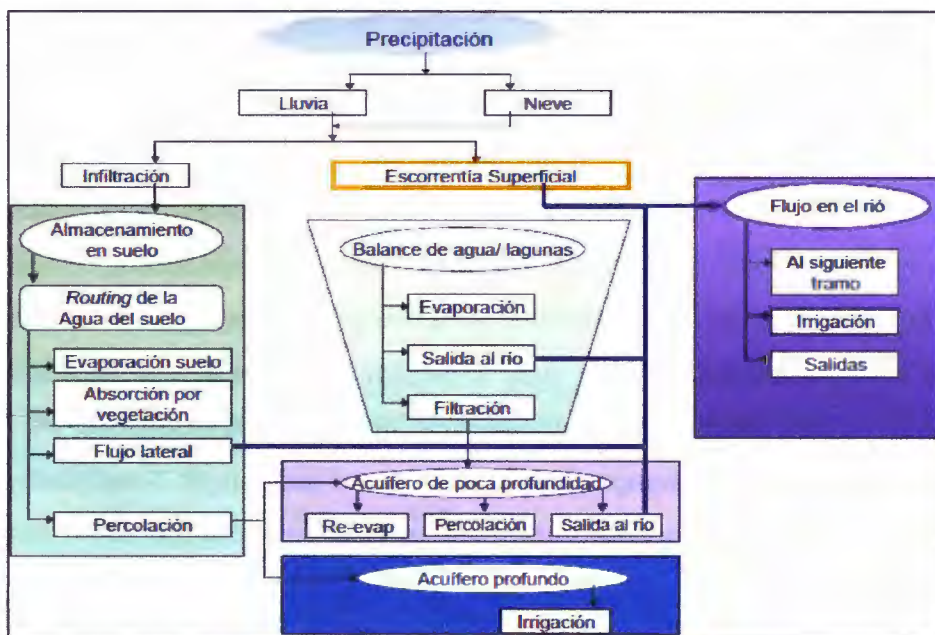 Precipitación
Lluvia
Nieve
Infiltración
Escorrentía Superficial
Almacenamiento
en suelo
Routing de la
Agua del suelo
Evaporación suelo
Absorción por
vegetación
Flujo lateral
Percolación
Balance de agua/ lagunas
Evaporación
Salida al río
Filtración
Acuífero de poca profundidad
Re-evap
Percolación
Salida al río
Acuífero profundo
Irrigación
Flujo en el rió
Al siguiente
tramo
Irrigación
Salidas